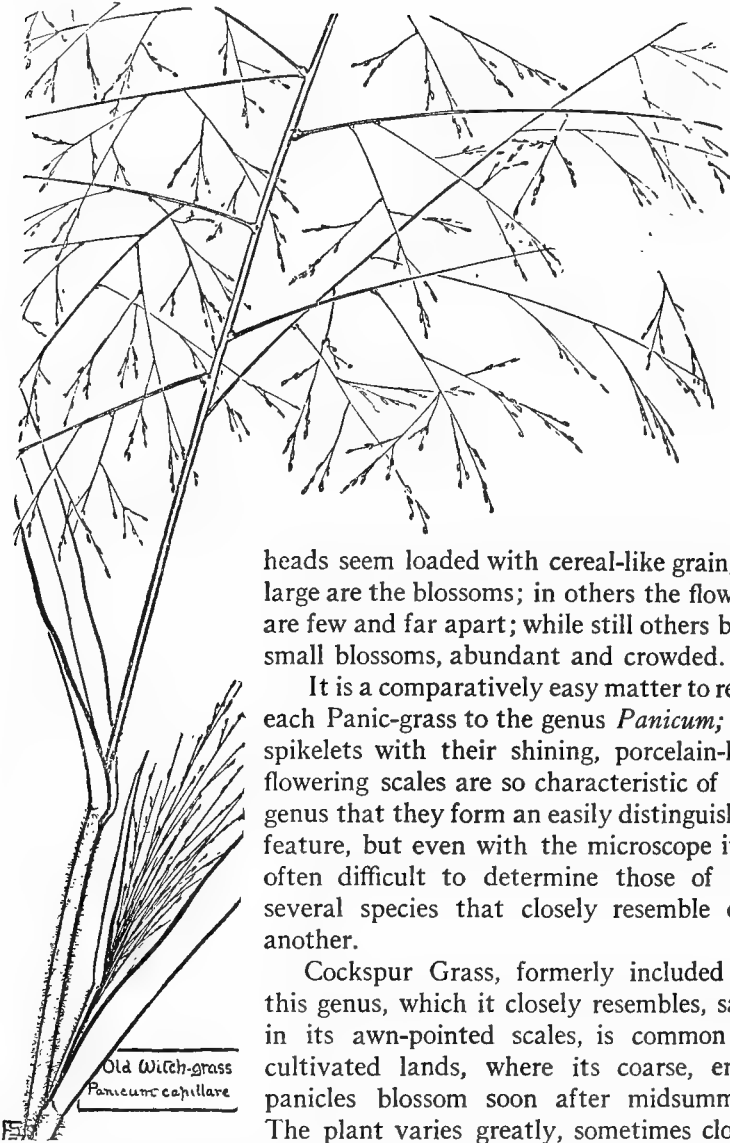 heads seem loaded with cereal-like grain,
large are the blossoms; in others the flow
are few and far apart; while still others b
small blossoms, abundant and crowded.
It is a comparatively easy matter to re
each Panic-grass to the genus Panicum;
spikelets with their shining, porcelain-l
flowering scales are so characteristic of
genus that they form an easily distinguish
feature, but even with the microscope i
often difficult to determine those of
several species that closely resemble
another.
Cockspur Grass, formerly included
this genus, which it closely resembles, sa
in its awn-pointed scales, is common
cultivated lands, where its coarse, er
panicles blossom soon after midsumm
The plant varies greatly, sometimes clo
Old Witch-grass
Panicum capillare